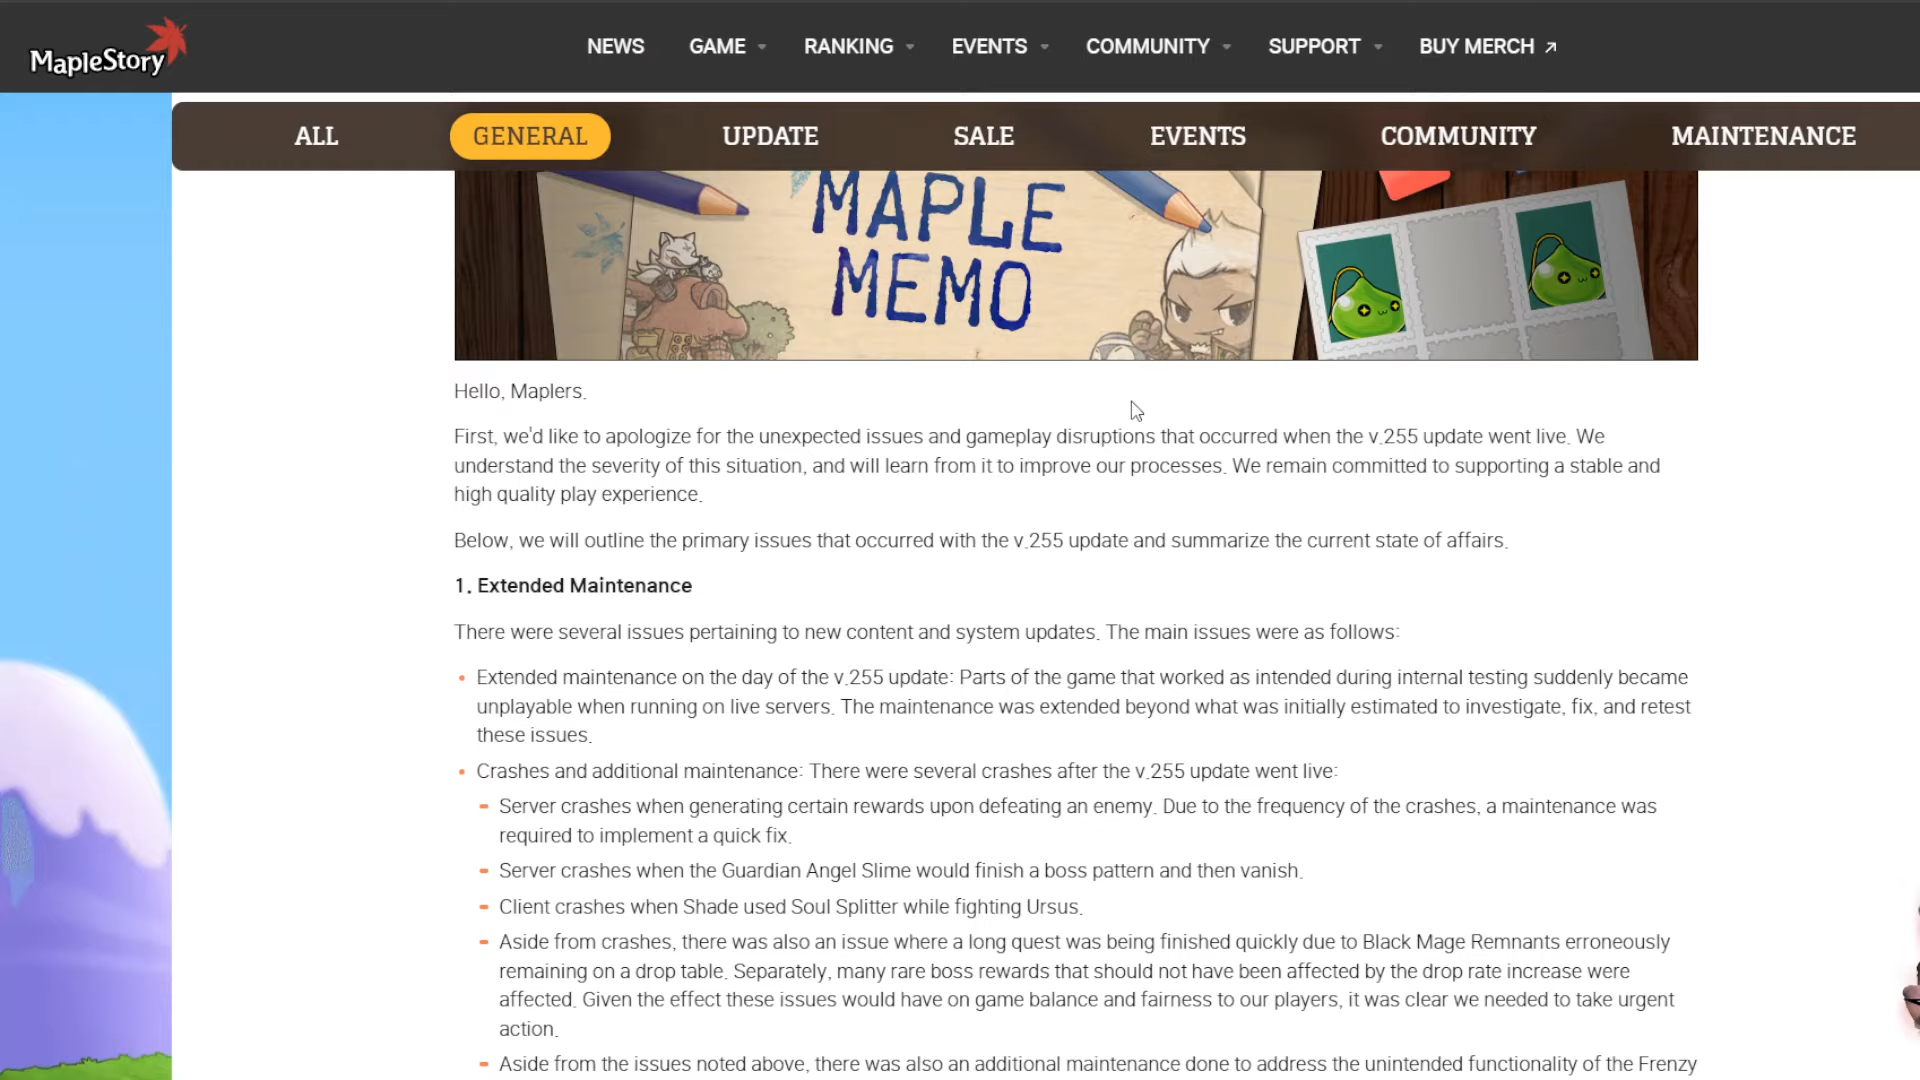 MapleStory
NEWS GAME RANKING EVENTS COMMUNITY SUPPORT BUY MERCH
ALL GENERAL UPDATE SALE EVENTS COMMUNITY MAINTENANCE
MAPLE
MEMO
Hello, Maplers.
First, we'd like to apologize for the unexpected issues and gameplay disruptions that occurred when the v.255 update went live. We
understand the severity of this situation, and will learn from it to improve our processes. We remain committed to supporting a stable and
high quality play experience.
Below, we will outline the primary issues that occurred with the v.255 update and summarize the current state of affairs.
1. Extended Maintenance
There were several issues pertaining to new content and system updates. The main issues were as follows:
• Extended maintenance on the day of the v.255 update: Parts of the game that worked as intended during internal testing suddenly became
unplayable when running on live servers. The maintenance was extended beyond what was initially estimated to investigate, fix, and retest
these issues.
• Crashes and additional maintenance: There were several crashes after the v.255 update went live:
- Server crashes when generating certain rewards upon defeating an enemy. Due to the frequency of the crashes, a maintenance was
required to implement a quick fix.
- Server crashes when the Guardian Angel Slime would finish a boss pattern and then vanish.
- Client crashes when Shade used Soul Splitter while fighting Ursus.
- Aside from crashes, there was also an issue where a long quest was being finished quickly due to Black Mage Remnants erroneously
remaining on a drop table. Separately, many rare boss rewards that should not have been affected by the drop rate increase were
affected. Given the effect these issues would have on game balance and fairness to our players, it was clear we needed to take urgent
action.
- Aside from the issues noted above, there was also an additional maintenance done to address the unintended functionality of the Frenzy